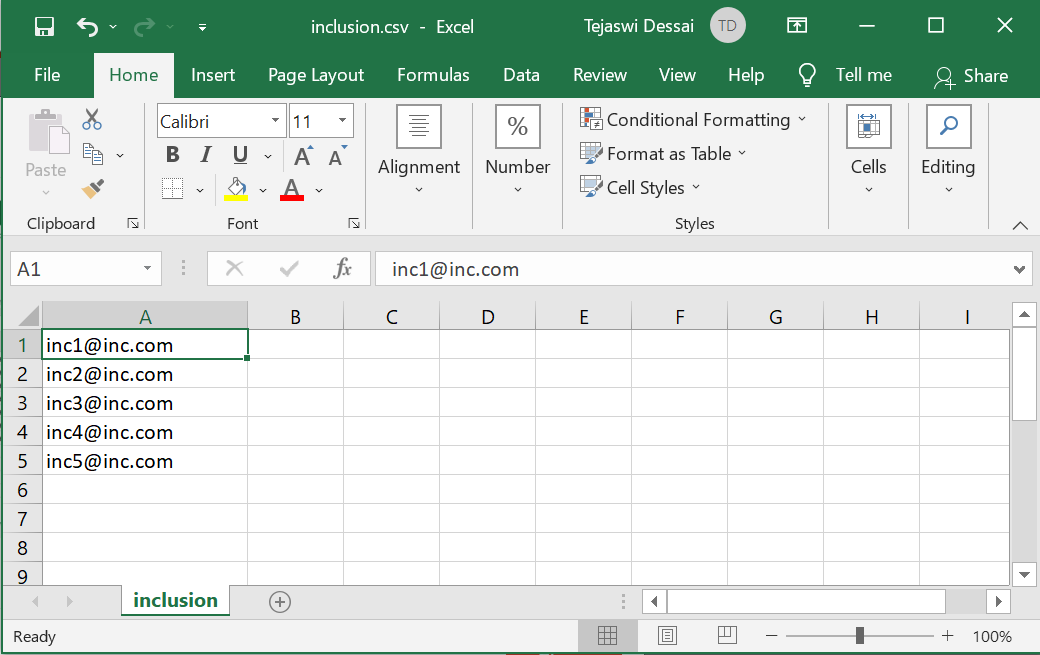 inclusion.csv - Excel
Tejaswi Dessai
TD
File Home Insert Page Layout Formulas Data Review View Help Tell me Share
Paste
Clipboard
Calibri 11
B I U A A
A
Font
Alignment
%
Number
Conditional Formatting
Format as Table
Cell Styles
Styles
Cells
Editing
A1 fx inc1@inc.com
A B C D E F G H I
1 inc1@inc.com
2 inc2@inc.com
3 inc3@inc.com
4 inc4@inc.com
5 inc5@inc.com
6
7
8
9
inclusion
Ready 100%